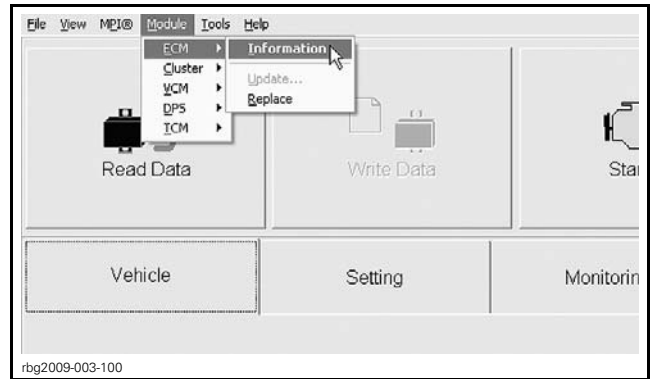 File View MPI® Module Tools Help
ECM Information
Cluster
VCM Update...
DPS Replace
TCM
Read Data Write Data Star
Vehicle Setting Monitorin
rbg2009-003-100